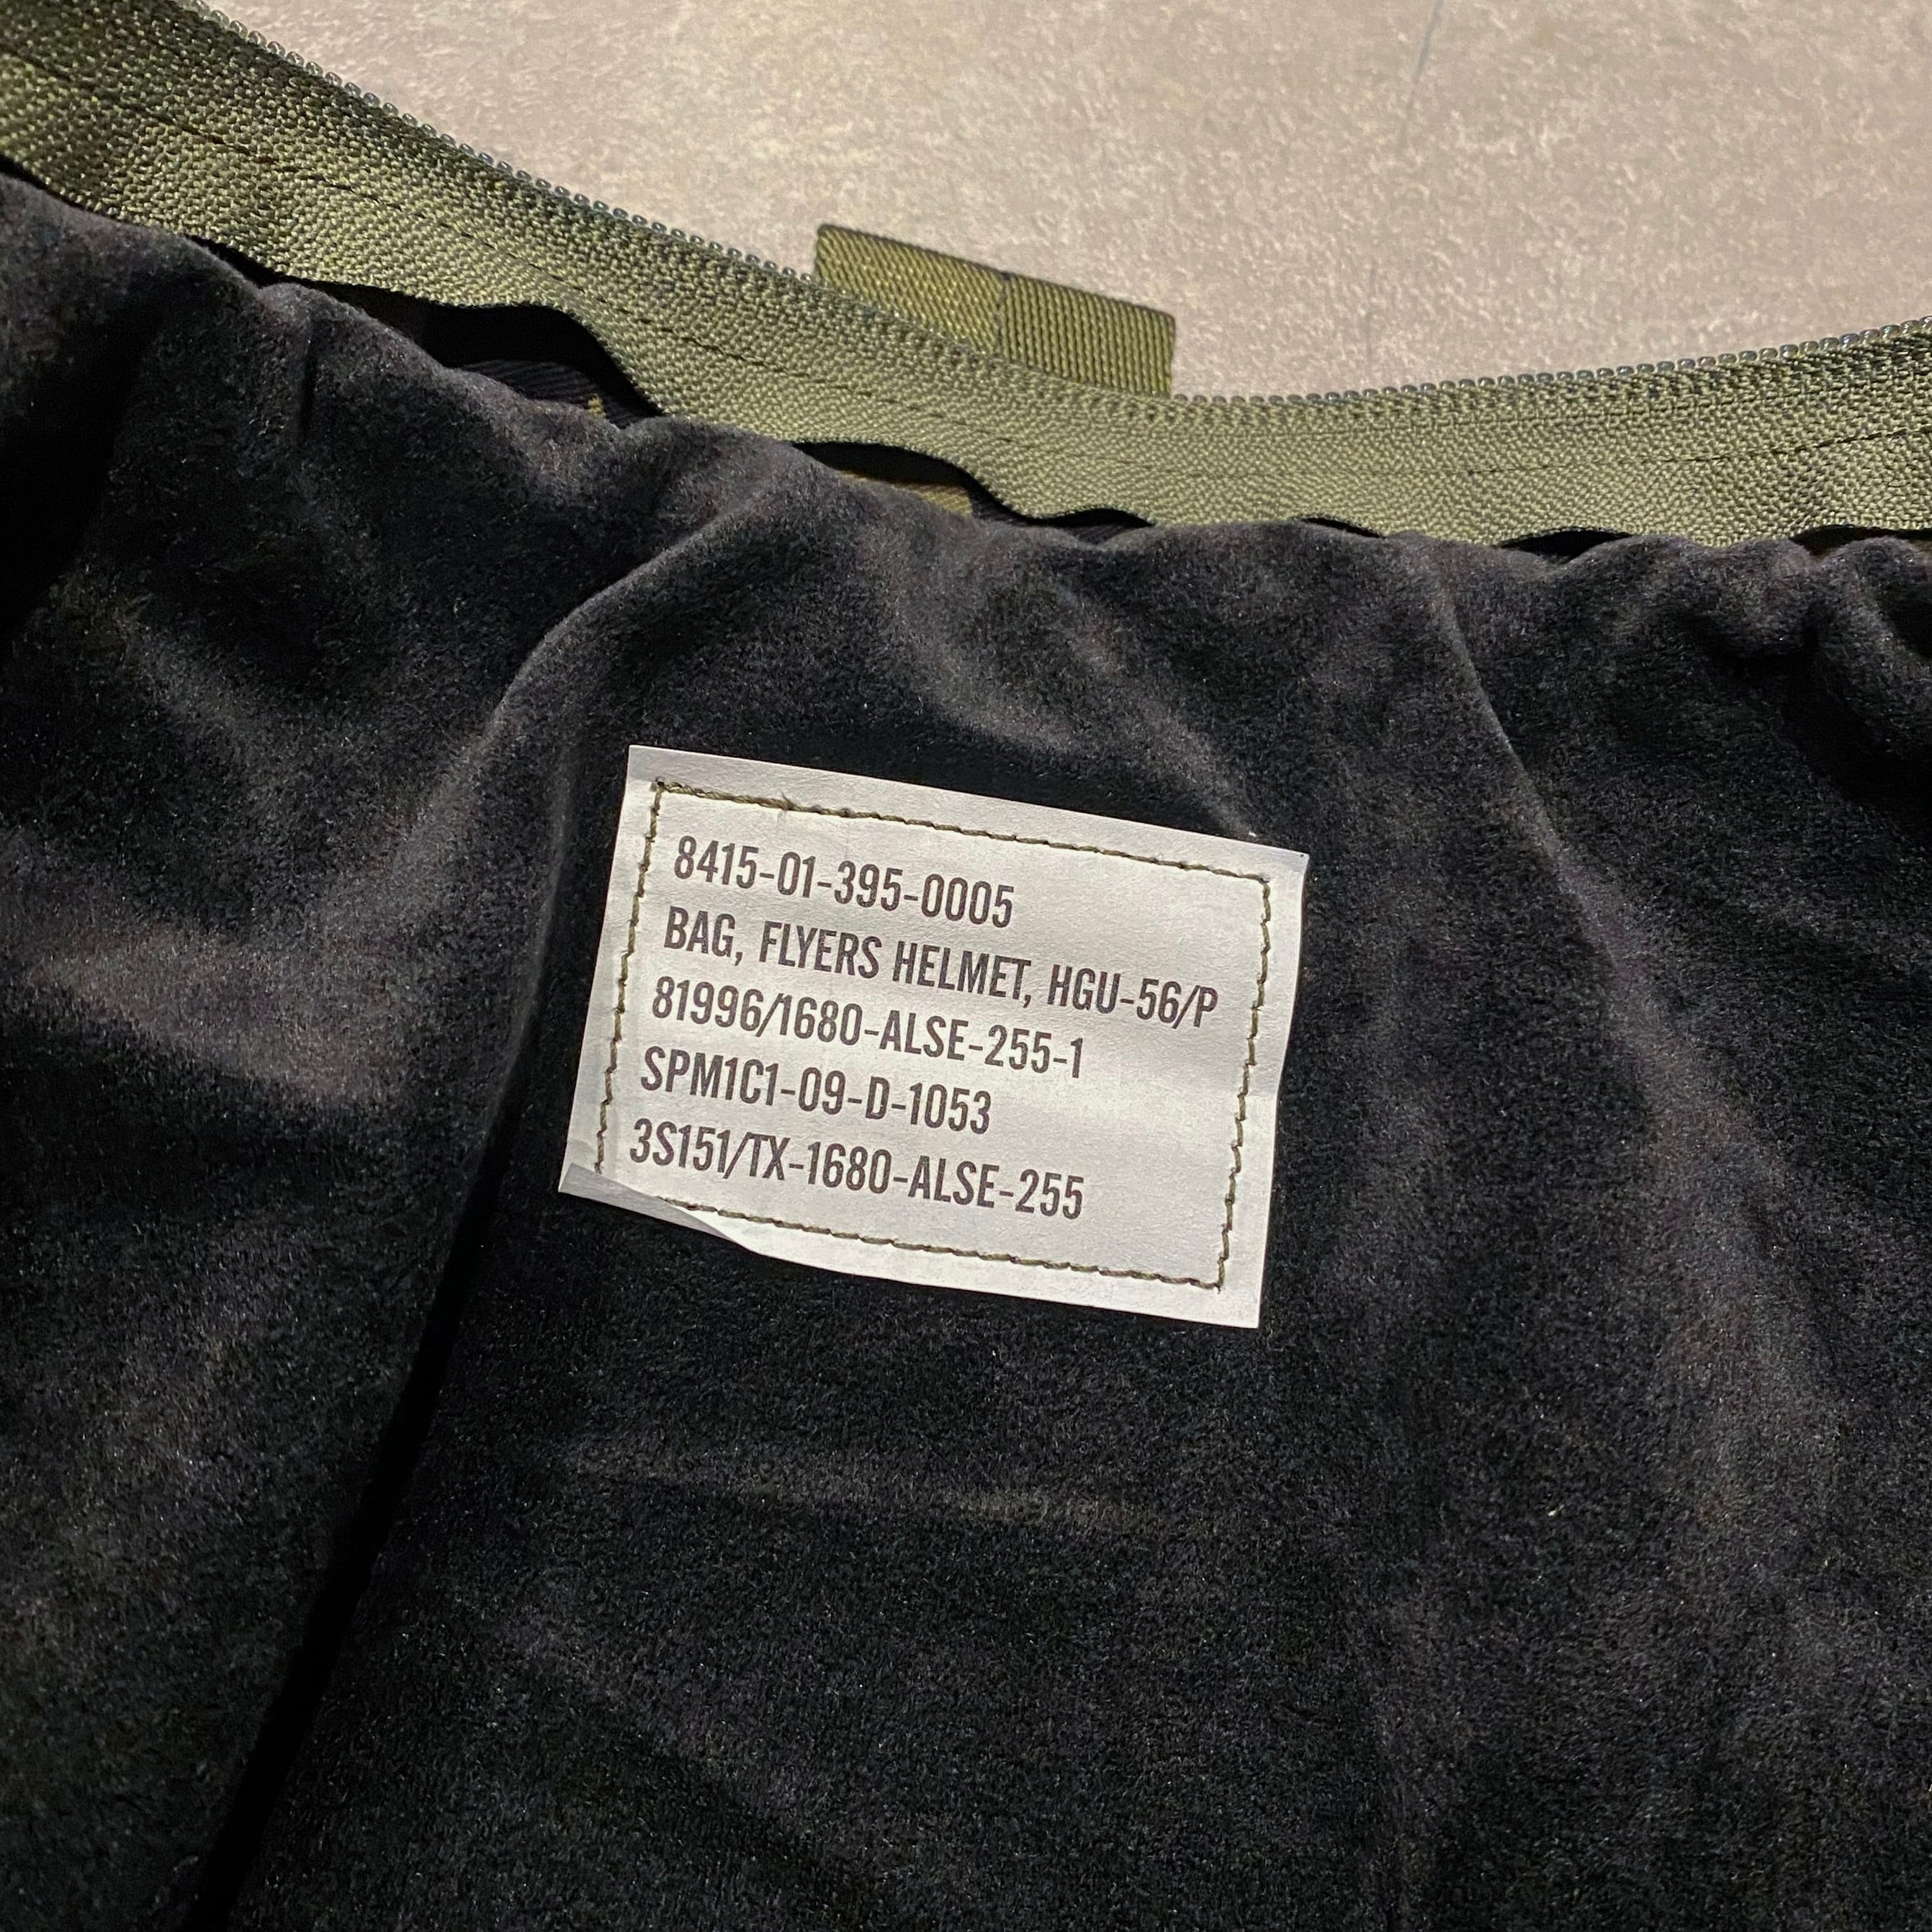 8415-01-395-0005
BAG, FLYERS HELMET, HGU-56/P
81996/1680-ALSE-255-1
SPM1C1-09-D-1053
3S151/TX-1680-ALSE-255